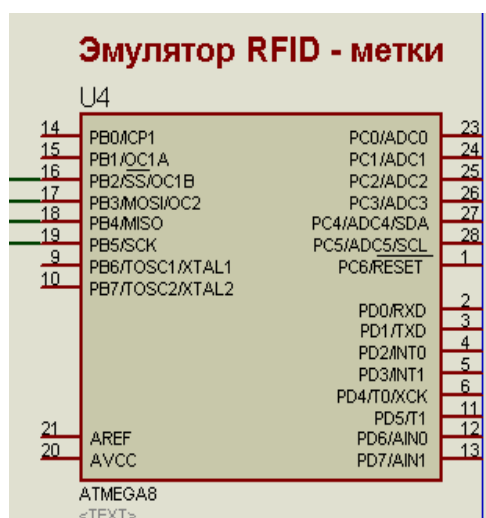 Эмулятор RFID - метки
U4
14 PB0/ICP1 PC0/ADC0 23
15 PB1/OC1A PC1/ADC1 24
16 PB2/SS/OC1B PC2/ADC2 25
17 PB3/MOSI/OC2 PC3/ADC3 26
18 PB4/MISO PC4/ADC4/SDA 27
19 PB5/SCK PC5/ADC5/SCL 28
9 PB6/TOSC1/XTAL1 PC6/RESET 1
10 PB7/TOSC2/XTAL2
PD0/RXD 2
PD1/TXD 3
PD2/INT0 4
PD3/INT1 5
PD4/T0/XCK 6
PD5/T1 11
21 AREF PD6/AIN0 12
20 AVCC PD7/AIN1 13
ATMEGA8
<TEXT>